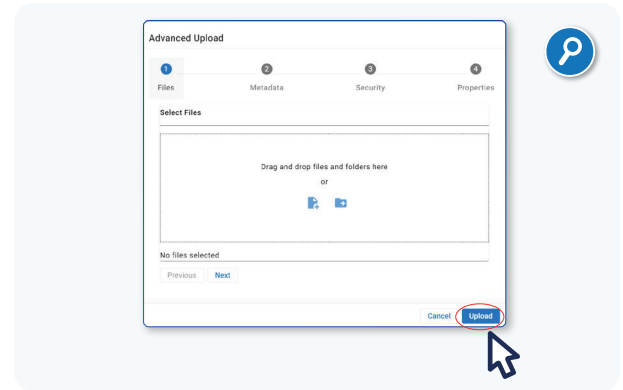 Advanced Upload
1 2 3 4
Files Metadata Security Properties
Select Files
Drag and drop files and folders here
or
No files selected
Previous Next
Cancel Upload